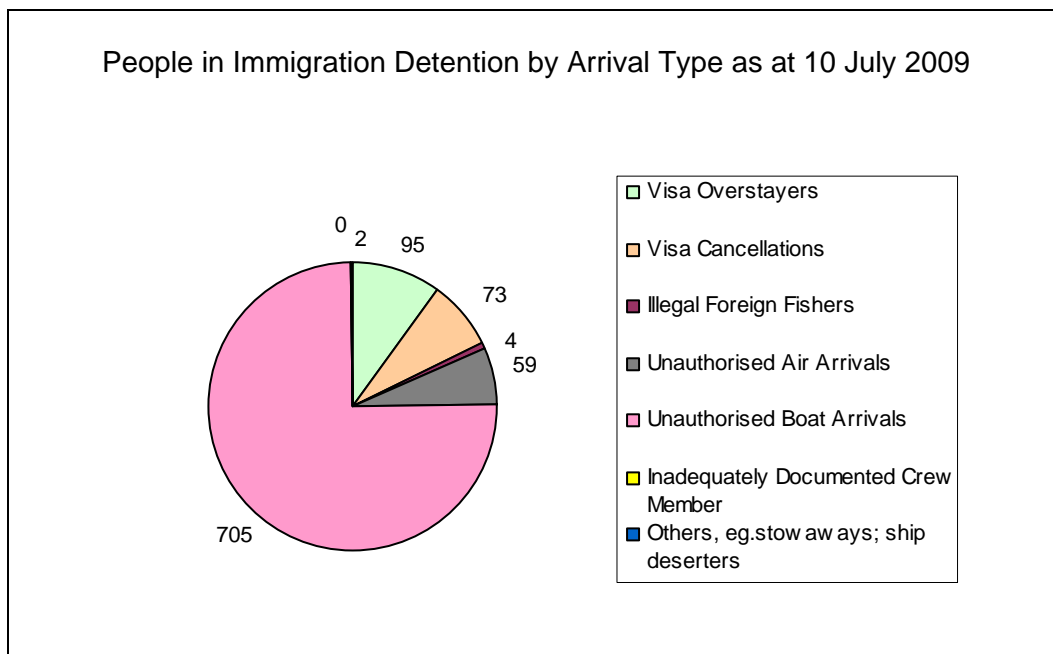 People in Immigration Detention by Arrival Type as at 10 July 2009
0
2
95
73
4
59
705
Visa Overstayers
Visa Cancellations
Illegal Foreign Fishers
Unauthorised Air Arrivals
Unauthorised Boat Arrivals
Inadequately Documented Crew
Member
Others, eg.stow aw ays; ship
deserters